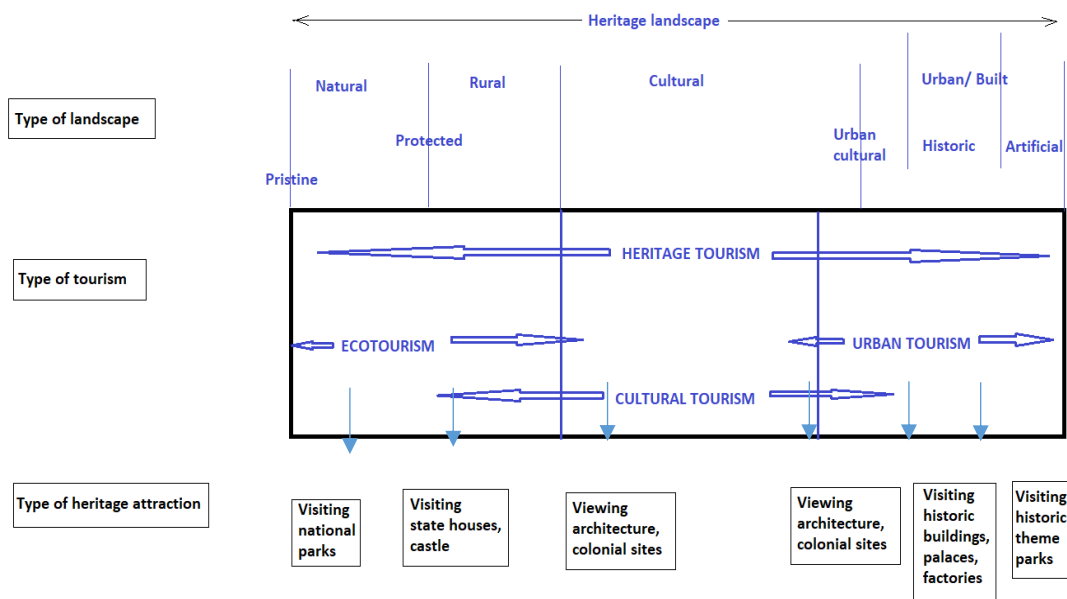 Heritage landscape
Natural
Rural
Cultural
Urban/ Built
Type of landscape
Protected
Urban
cultural
Historic
Artificial
Pristine
HERITAGE TOURISM
Type of tourism
ECOTOURISM
URBAN TOURISM
CULTURAL TOURISM
Type of heritage attraction
Visiting
national
parks
Visiting
state houses,
castle
Viewing
architecture,
colonial sites
Viewing
architecture,
colonial sites
Visiting
historic
buildings,
palaces,
factories
Visiting
historic
theme
parks